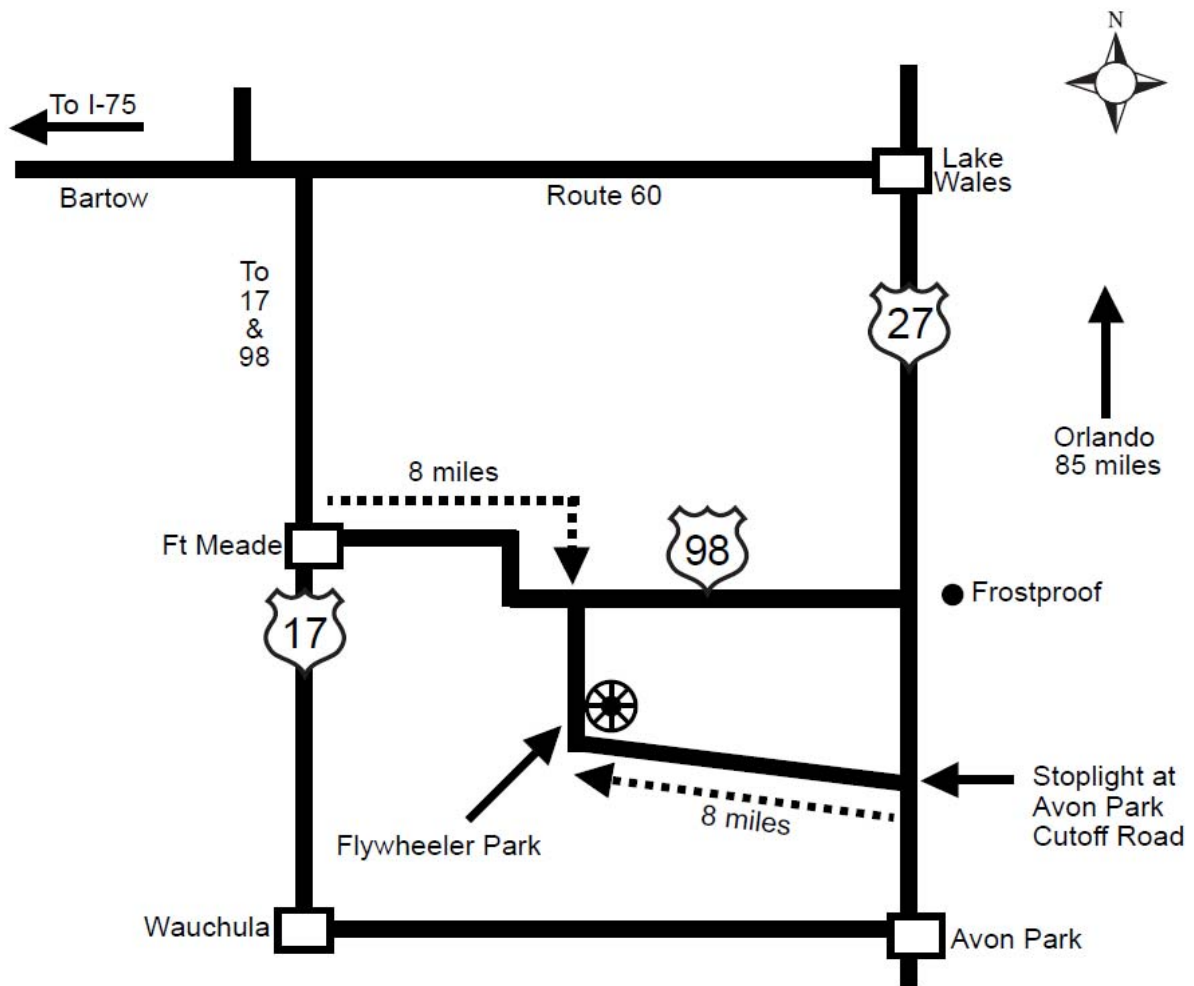 N
To I-75
Bartow
Route 60
Lake
Wales
To
17
&
98
27
Orlando
85 miles
8 miles
Ft Meade
98
Frostproof
17
Stoplight at
Avon Park
Cutoff Road
8 miles
Flywheeler Park
Wauchula
Avon Park